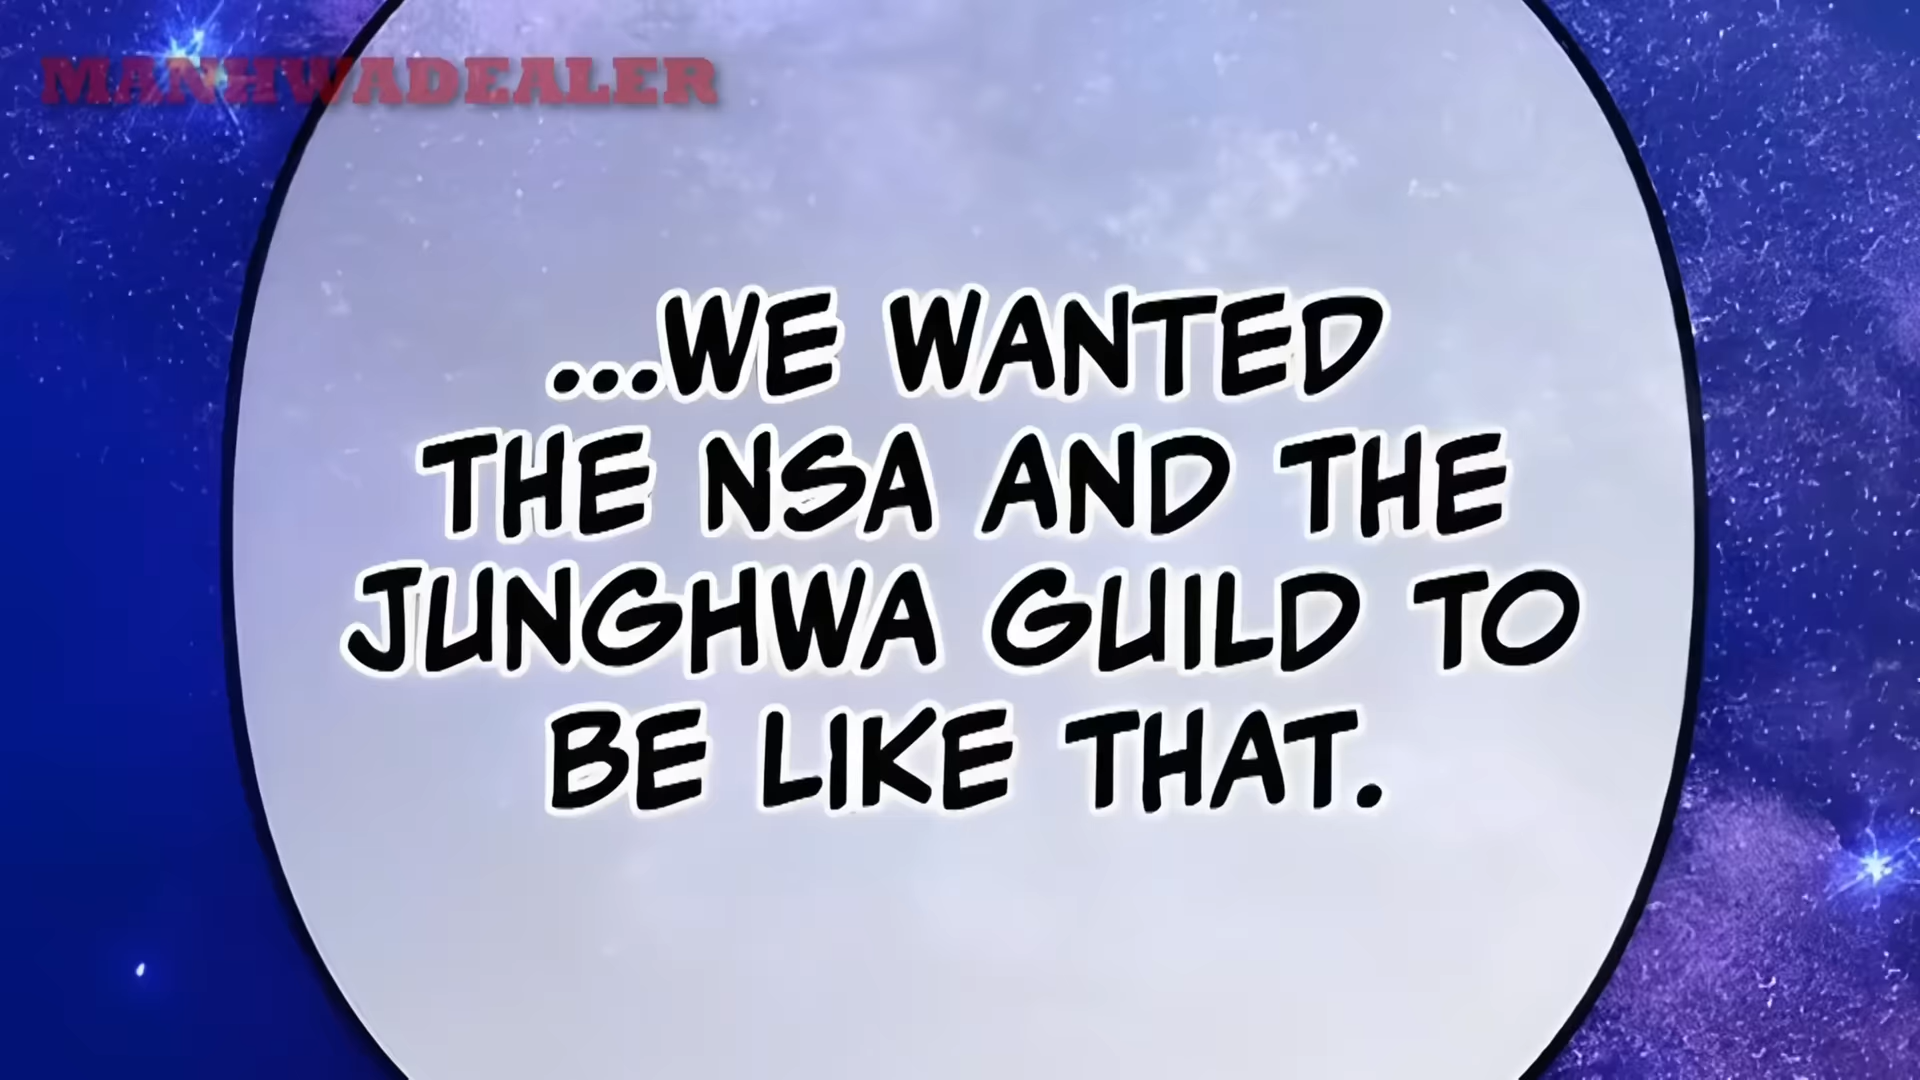 MANHWADEALER
...WE WANTED
THE NSA AND THE
JUNGHWA GUILD TO
BE LIKE THAT.